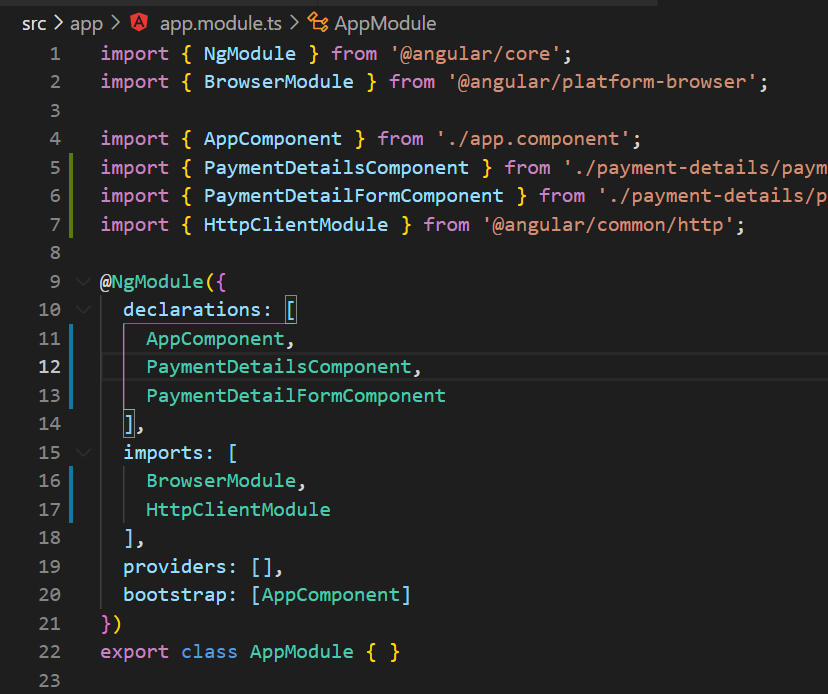 src > app > app.module.ts > AppModule
1 import { NgModule } from '@angular/core';
2 import { BrowserModule } from '@angular/platform-browser';
3
4 import { AppComponent } from './app.component';
5 import { PaymentDetailsComponent } from './payment-details/paym
6 import { PaymentDetailFormComponent } from './payment-details/p
7 import { HttpClientModule } from '@angular/common/http';
8
9 @NgModule({
10   declarations: [
11     AppComponent,
12     PaymentDetailsComponent,
13     PaymentDetailFormComponent
14   ],
15   imports: [
16     BrowserModule,
17     HttpClientModule
18   ],
19   providers: [],
20   bootstrap: [AppComponent]
21 })
22 export class AppModule { }
23